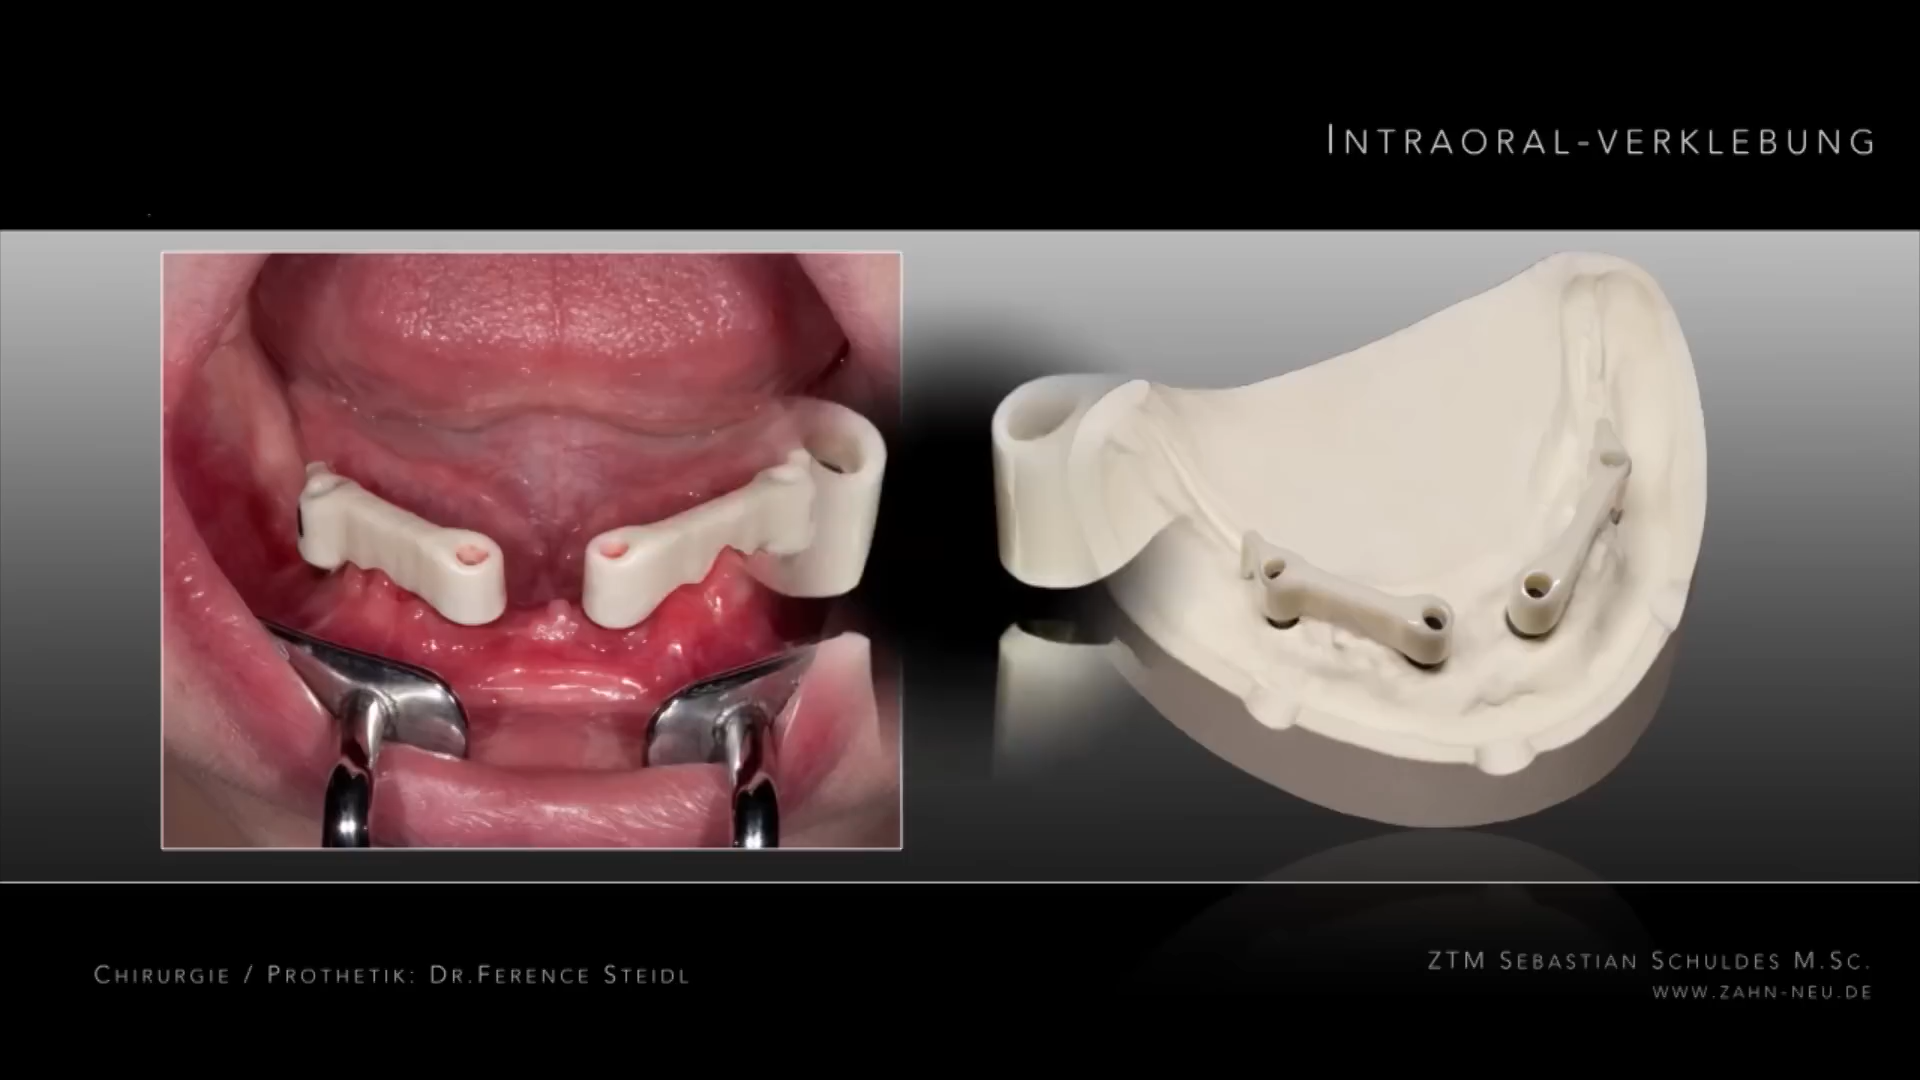 INTRAORAL-VERKLEBUNG
CHIRURGIE / PROTHETIK: DR.FERENCE STEIDL
ZTM SEBASTIAN SCHULDES M.SC.
WWW.ZAHN-NEU.DE